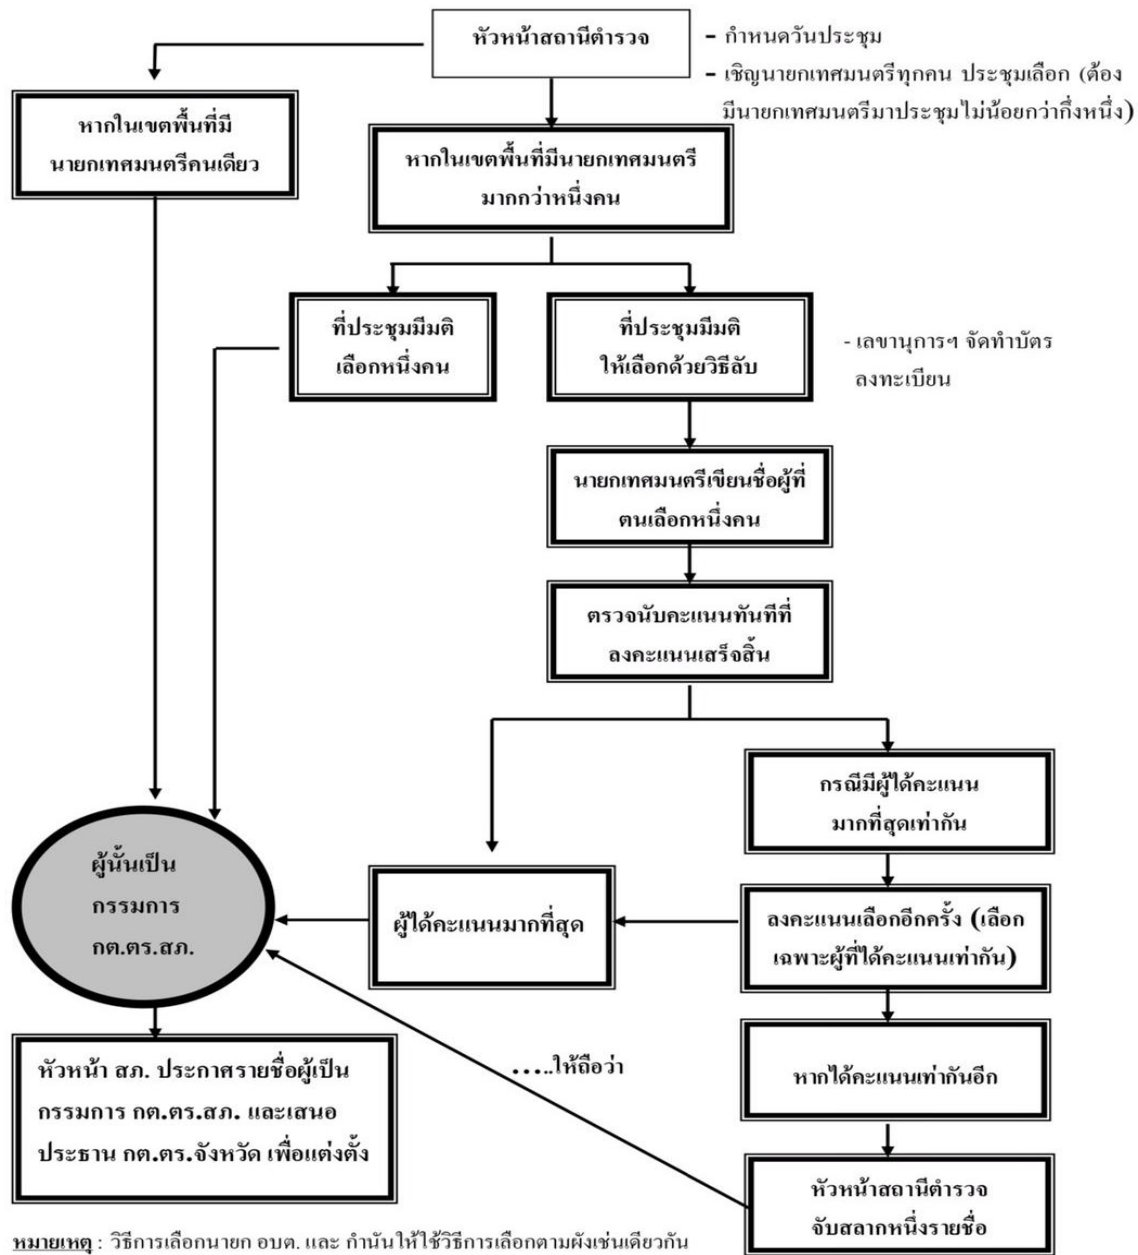 หัวหน้าสถานีตำรวจ
- กำหนดวันประชุม
- เชิญนายกเทศมนตรีทุกคน ประชุมเลือก (ต้อง
มีนายกเทศมนตรีมาประชุมไม่น้อยกว่ากึ่งหนึ่ง)
หากในเขตพื้นที่มี
นายกเทศมนตรีคนเดียว
หากในเขตพื้นที่มีนายกเทศมนตรี
มากกว่าหนึ่งคน
ที่ประชุมมีมติ
เลือกหนึ่งคน
ที่ประชุมมีมติ
ให้เลือกด้วยวิธีลับ
- เลขานุการฯ จัดทำบัตร
ลงทะเบียน
นายกเทศมนตรีเขียนชื่อผู้ที่
ตนเลือกหนึ่งคน
ตรวจนับคะแนนทันทีที่
ลงคะแนนเสร็จสิ้น
กรณีมีผู้ได้คะแนน
มากที่สุดเท่ากัน
ผู้นั้นเป็น
กรรมการ
กต.ตร.สภ.
ผู้ได้คะแนนมากที่สุด
ลงคะแนนเลือกอีกครั้ง (เลือก
เฉพาะผู้ที่ได้คะแนนเท่ากัน)
หัวหน้า สภ. ประกาศรายชื่อผู้เป็น
กรรมการ กต.ตร.สภ. และเสนอ
ประธาน กต.ตร.จังหวัด เพื่อแต่งตั้ง
.....ให้ถือว่า
หากได้คะแนนเท่ากันอีก
หัวหน้าสถานีตำรวจ
จับสลากหนึ่งรายชื่อ
หมายเหตุ : วิธีการเลือกนายก อบต. และ กำนันให้ใช้วิธีการเลือกตามผังเช่นเดียวกัน